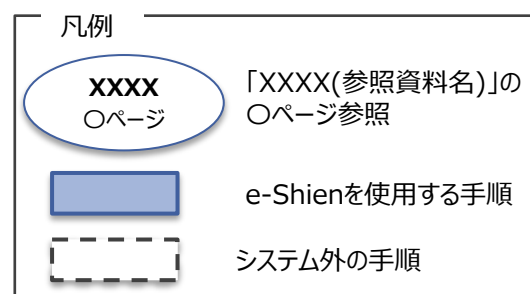 凡例
XXXX
〇ページ
「XXXX(参照資料名)」の
〇ページ参照
e-Shienを使用する手順
システム外の手順